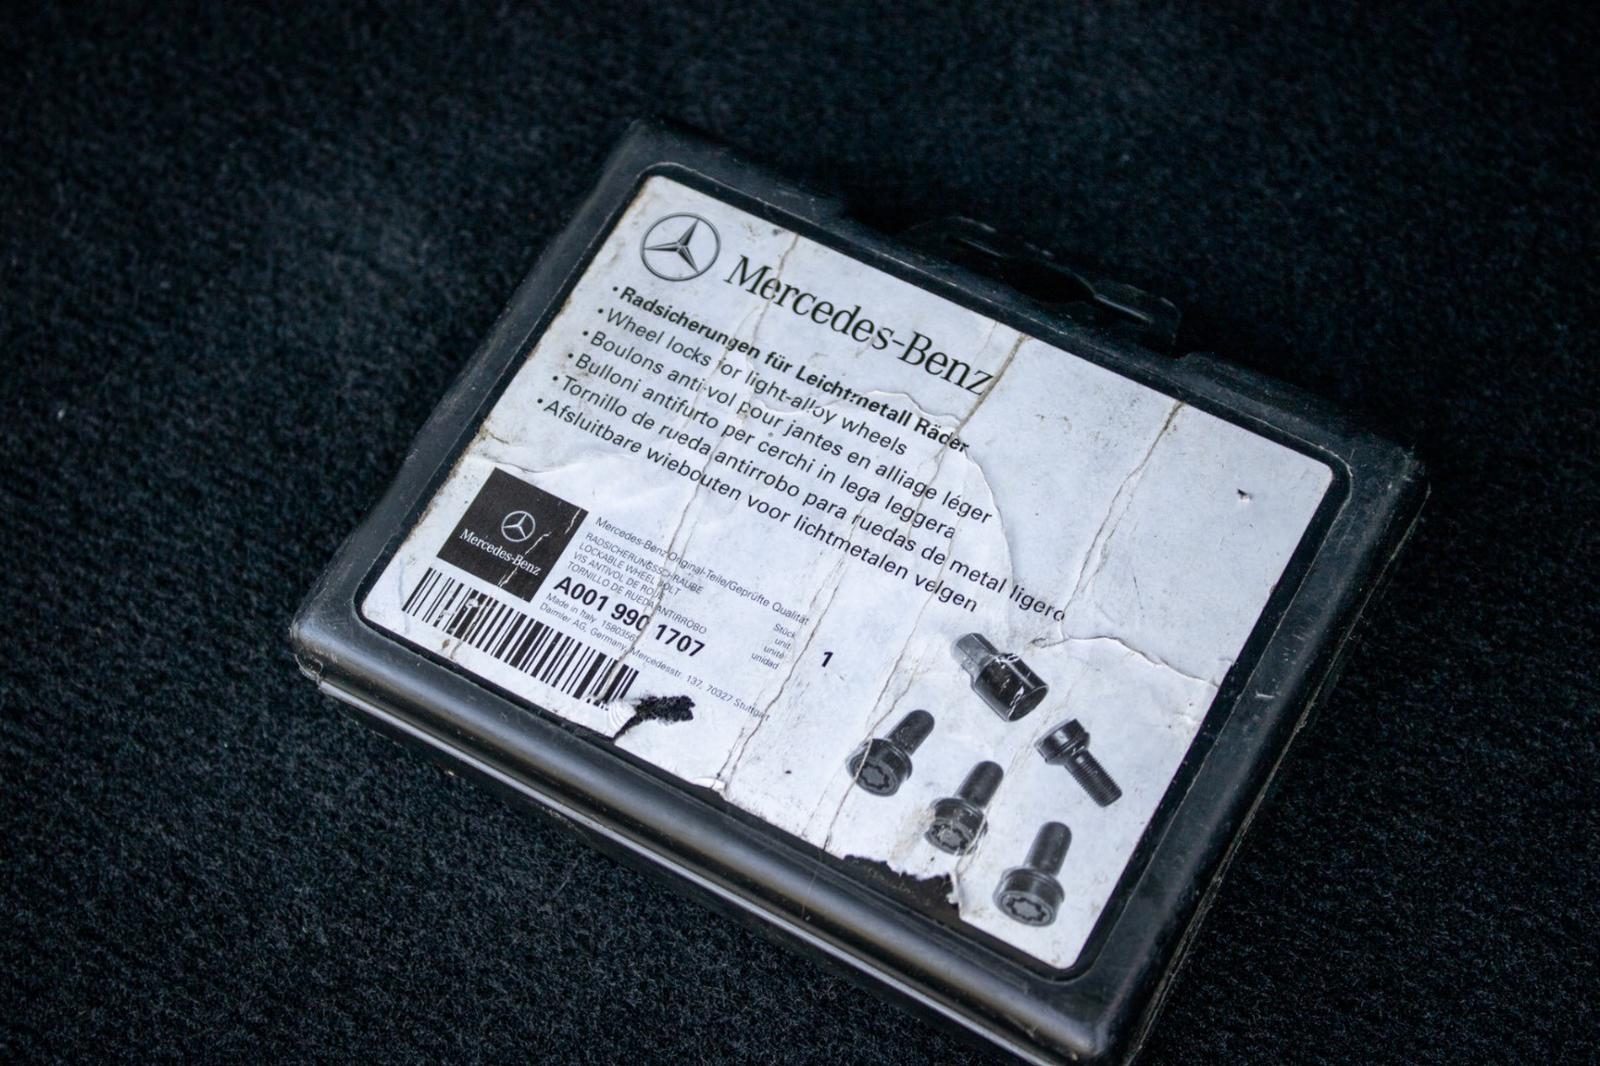 Mercedes-Benz
• Radsicherungen für Leichtmetall Räder
• Wheel locks for light-alloy wheels
• Boulons anti-vol pour jantes en alliage léger
• Bulloni antifurto per cerchi in lega leggera
• Tornillo de rueda antirrobo para ruedas de metal ligero
• Afsluitbare wiebouten voor lichtmetalen velgen
Mercedes-Benz
Mercedes-Benz Original-Teile/Geprüfte Qualität
RADSICHERUNGSSCHRAUBE
LOCKABLE WHEEL BOLT
VIS ANTIVOL DE ROUE
TORNILLO DE RUEDA ANTIRROBO
Stück
unit
unité
unidad
1
A001 990 1707
Made in Italy
Daimler AG, Germany, Mercedesstr. 137, 70327 Stuttgart